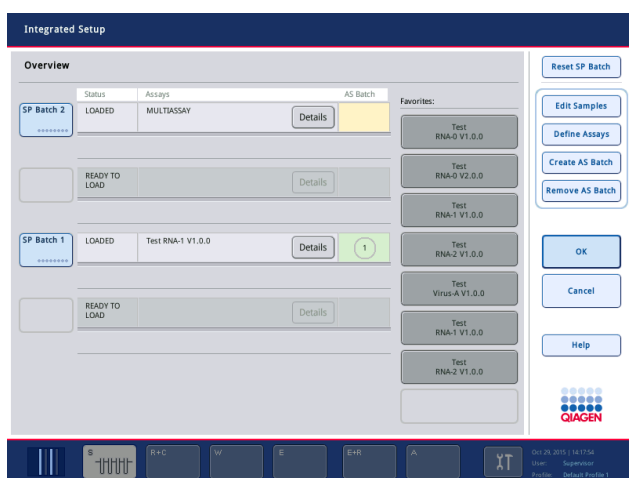 Integrated Setup
Overview
Status Assays AS Batch
SP Batch 2
LOADED MULTIASSAY Details
READY TO
LOAD
Details
SP Batch 1
LOADED Test RNA-1 V1.0.0 Details 1
READY TO
LOAD
Details
Favorites:
Test
RNA-0 V1.0.0
Test
RNA-0 V2.0.0
Test
RNA-1 V1.0.0
Test
RNA-2 V1.0.0
Test
Virus-A V1.0.0
Test
RNA-1 V1.0.0
Test
RNA-2 V1.0.0
Reset SP Batch
Edit Samples
Define Assays
Create AS Batch
Remove AS Batch
OK
Cancel
Help
QIAGEN
S R+C W E E+R A
Oct 29, 2015 | 14:17:54
User: Supervisor
Profile: Default Profile 1